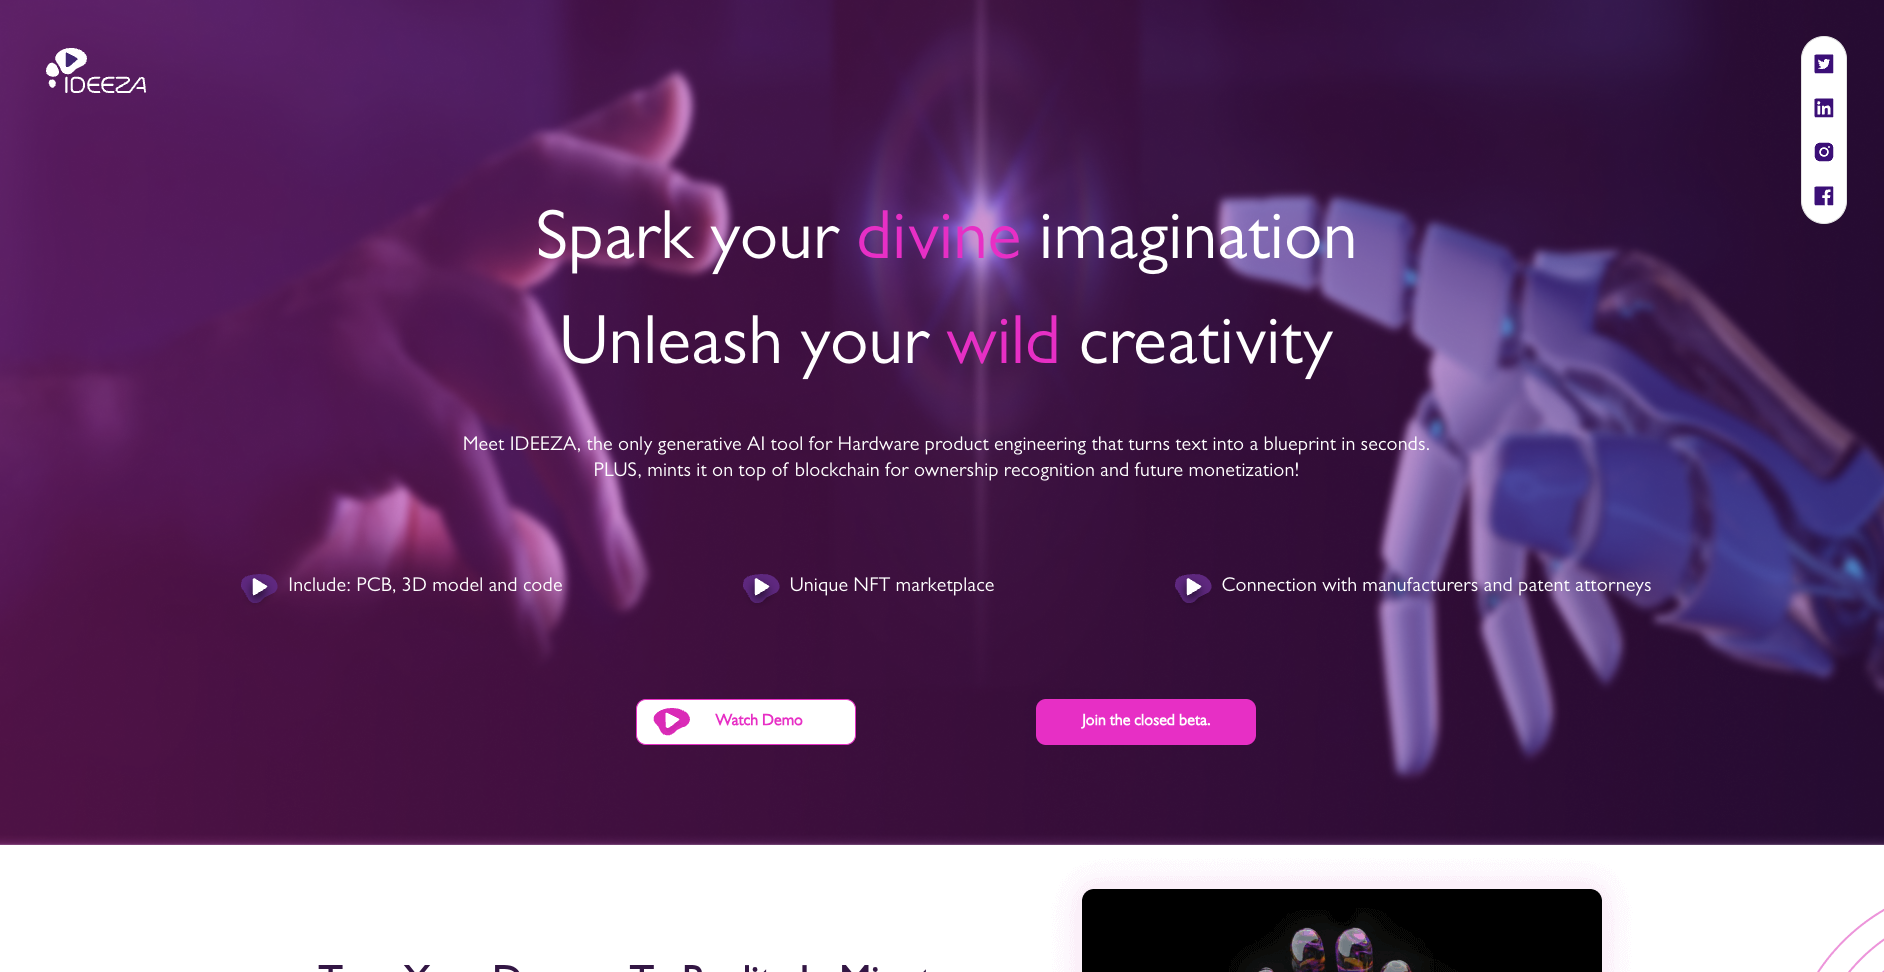 IDEEZA
Spark your divine imagination
Unleash your wild creativity
Meet IDEEZA, the only generative AI tool for Hardware product engineering that turns text into a blueprint in seconds.
PLUS, mints it on top of blockchain for ownership recognition and future monetization!
Include: PCB, 3D model and code
Unique NFT marketplace
Connection with manufacturers and patent attorneys
Watch Demo
Join the closed beta.